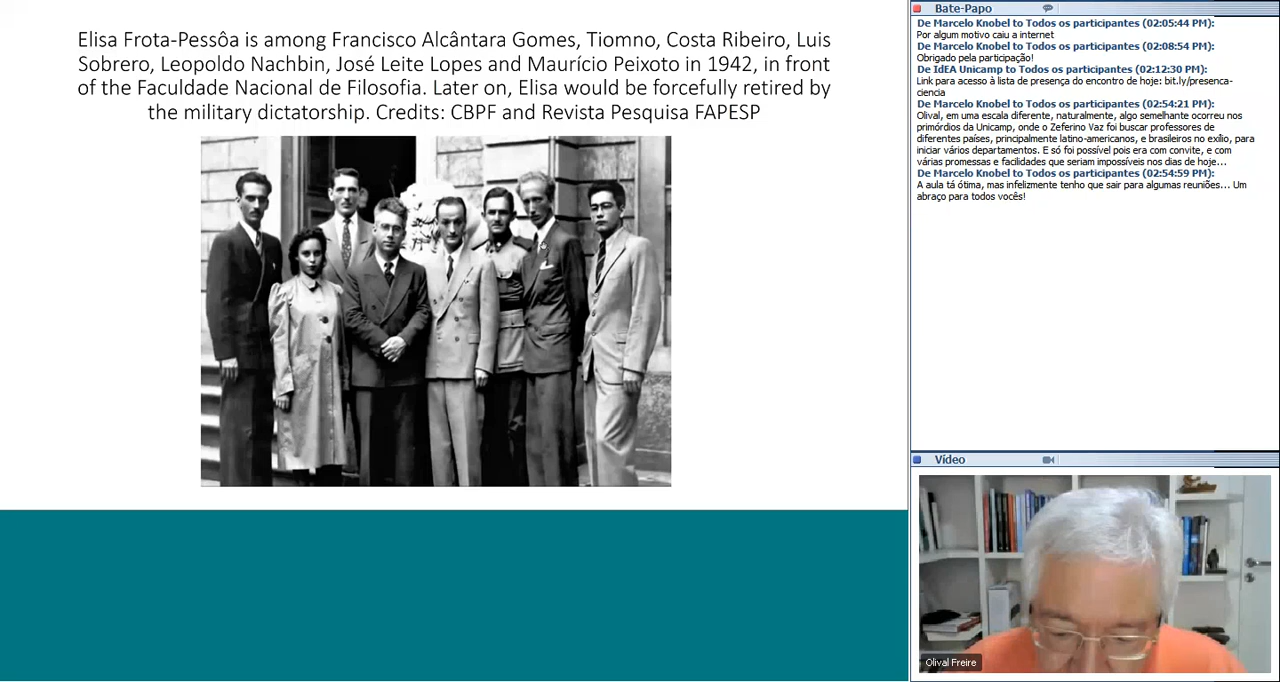 Elisa Frota-Pessôa is among Francisco Alcântara Gomes, Tiomno, Costa Ribeiro, Luis
Sobrero, Leopoldo Nachbin, José Leite Lopes and Maurício Peixoto in 1942, in front
of the Faculdade Nacional de Filosofia. Later on, Elisa would be forcefully retired by
the military dictatorship. Credits: CBPF and Revista Pesquisa FAPESP
Bate-Papo
De Marcelo Knobel to Todos os participantes (02:05:44 PM):
Por algum motivo caiu a internet
De Marcelo Knobel to Todos os participantes (02:08:54 PM):
Obrigado pela participação!
De IdEA Unicamp to Todos os participantes (02:12:30 PM):
Link para acesso à lista de presença do encontro de hoje: bit.ly/presenca-
ciencia
De Marcelo Knobel to Todos os participantes (02:54:21 PM):
Olival, em uma escala diferente, naturalmente, algo semelhante ocorreu nos
primórdios da Unicamp, onde o Zeferino Vaz foi buscar professores de
diferentes países, principalmente latino-americanos, e brasileiros no exílio, para
iniciar vários departamentos. E só foi possível pois era com convite, e com
várias promessas e facilidades que seriam impossíveis nos dias de hoje...
De Marcelo Knobel to Todos os participantes (02:54:59 PM):
A aula tá ótima, mas infelizmente tenho que sair para algumas reuniões... Um
abraço para todos vocês!
Vídeo
Olival Freire